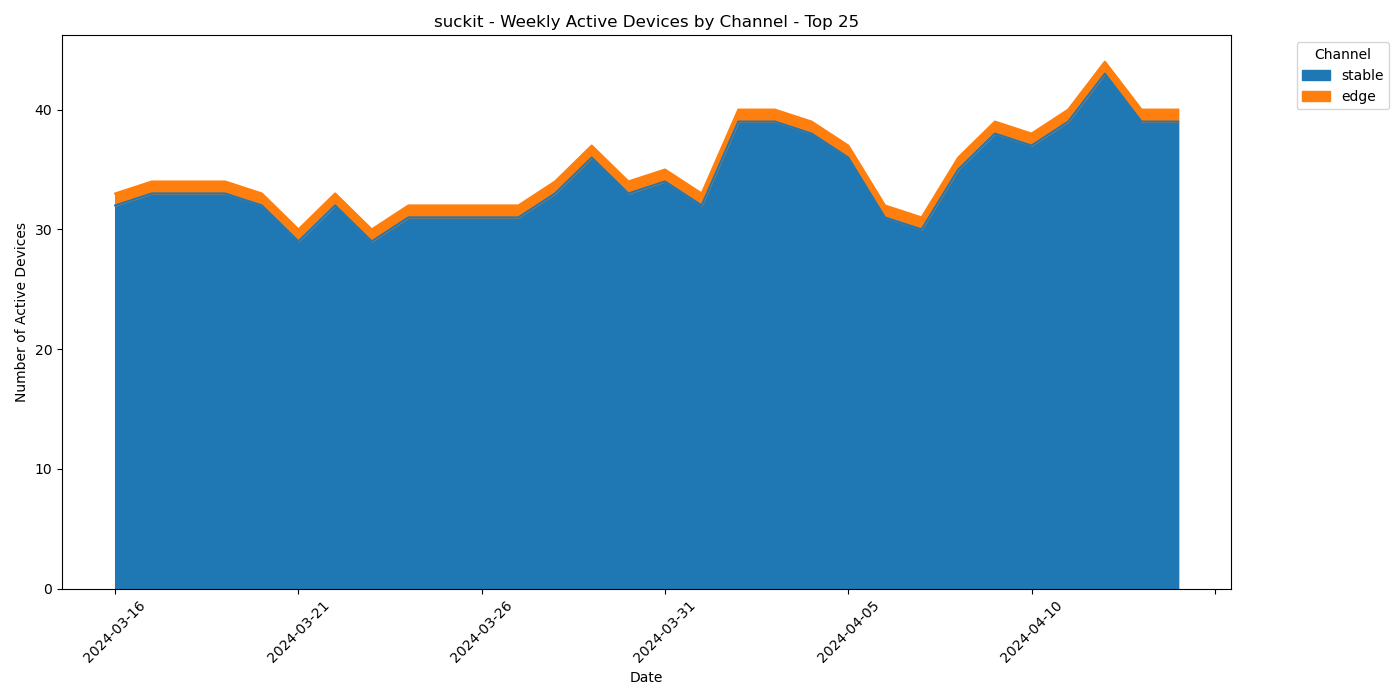 suckit - Weekly Active Devices by Channel - Top 25
Channel
stable
edge
Number of Active Devices
40
30
20
10
0
2024-03-16
2024-03-21
2024-03-26
2024-03-31
2024-04-05
2024-04-10
Date